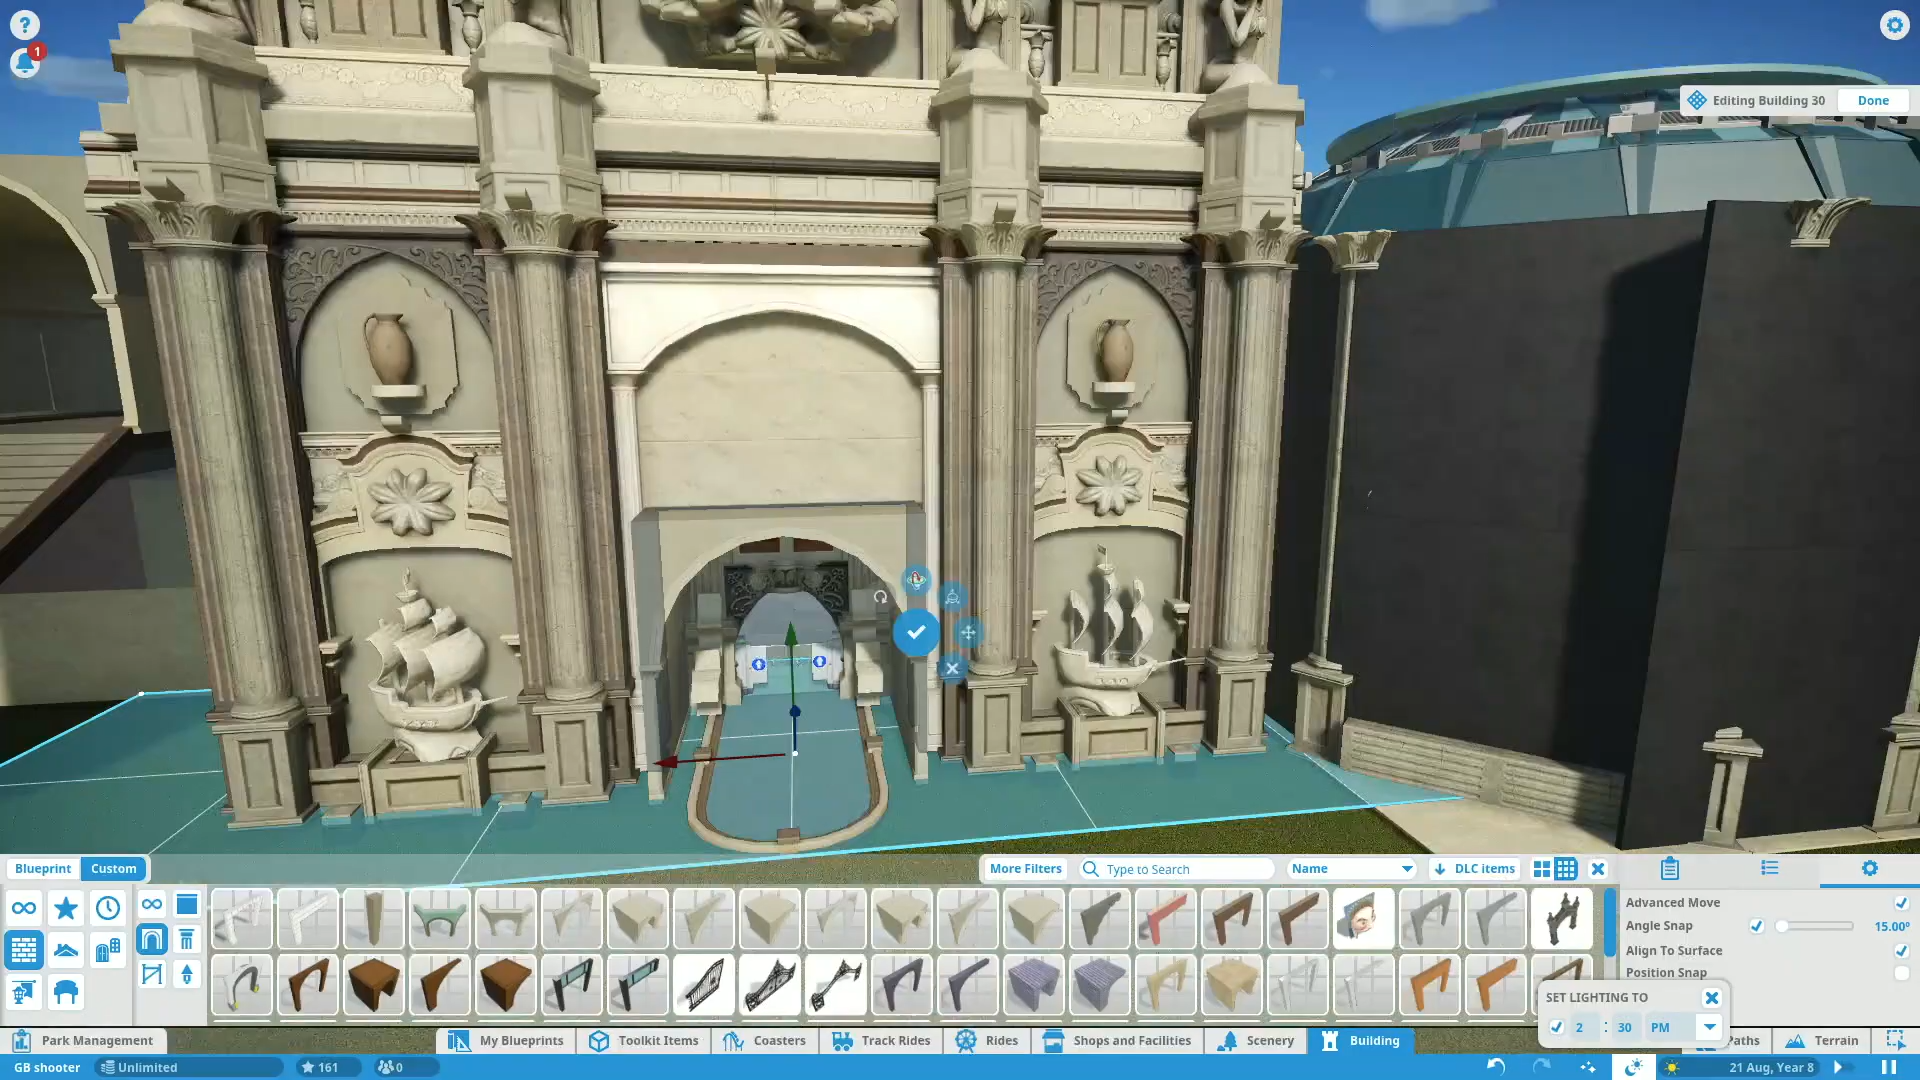 ?
1
Editing Building 30
Done
Blueprint
Custom
More Filters
Type to Search
Name
DLC items
Advanced Move
Angle Snap
15.00º
Align To Surface
Position Snap
SET LIGHTING TO
2 : 30 PM
Park Management
My Blueprints
Toolkit Items
Coasters
Track Rides
Rides
Shops and Facilities
Scenery
Building
Paths
Terrain
GB shooter
Unlimited
161
0
21 Aug, Year 8